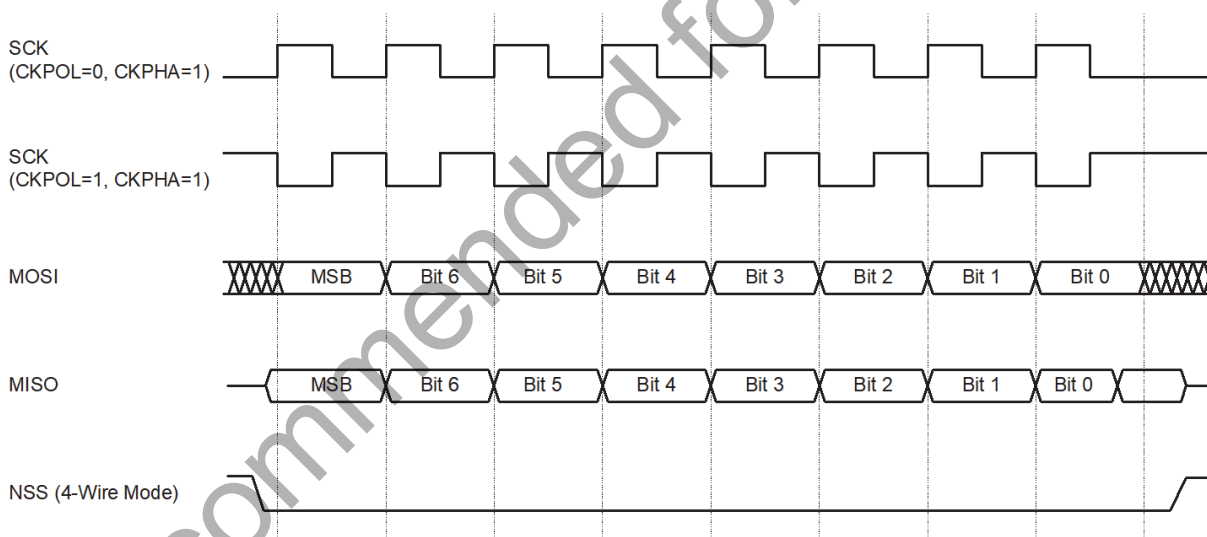 SCK
(CKPOL=0, CKPHA=1)
SCK
(CKPOL=1, CKPHA=1)
MOSI
MSB Bit 6 Bit 5 Bit 4 Bit 3 Bit 2 Bit 1 Bit 0
MISO
MSB Bit 6 Bit 5 Bit 4 Bit 3 Bit 2 Bit 1 Bit 0
NSS (4-Wire Mode)
commended fo